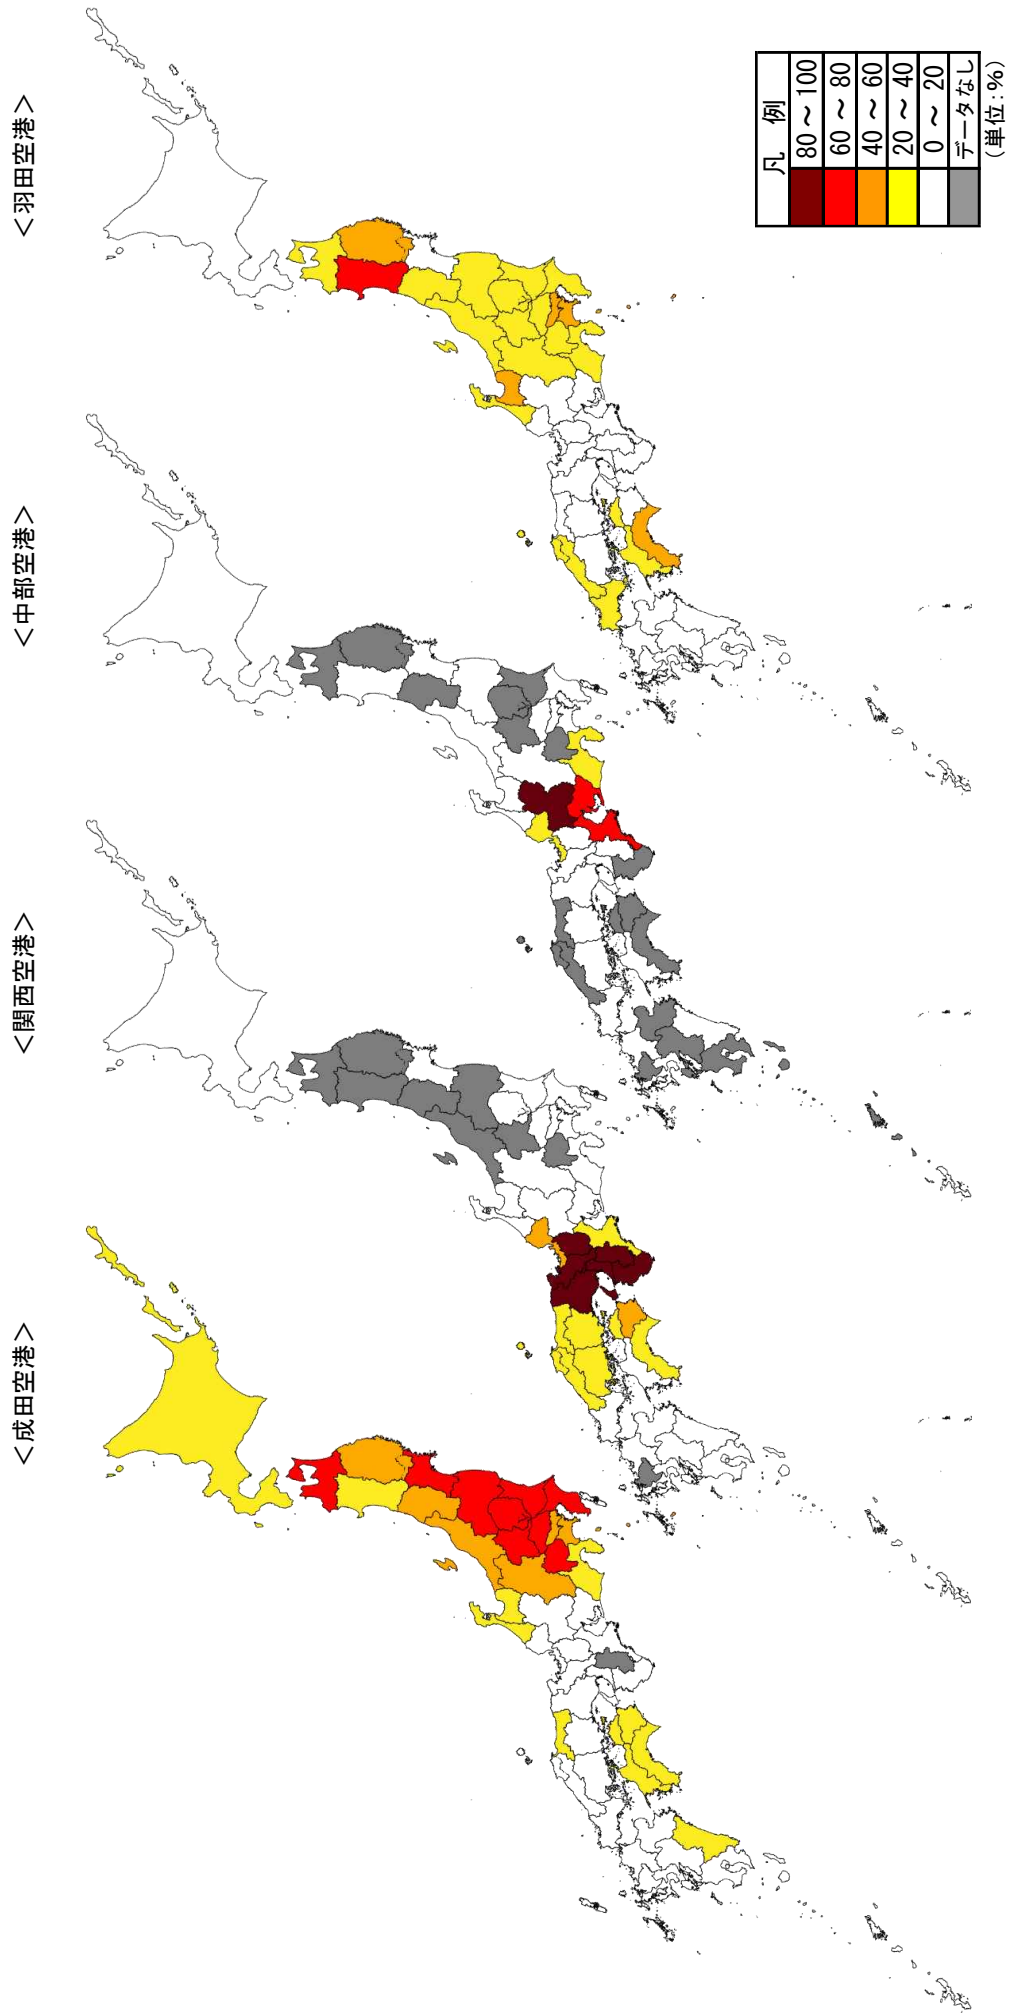 ＜成田空港＞
＜関西空港＞
＜中部空港＞
＜羽田空港＞
凡　例
80 ～ 100
60 ～ 80
40 ～ 60
20 ～ 40
0 ～ 20
データなし
（単位：%）